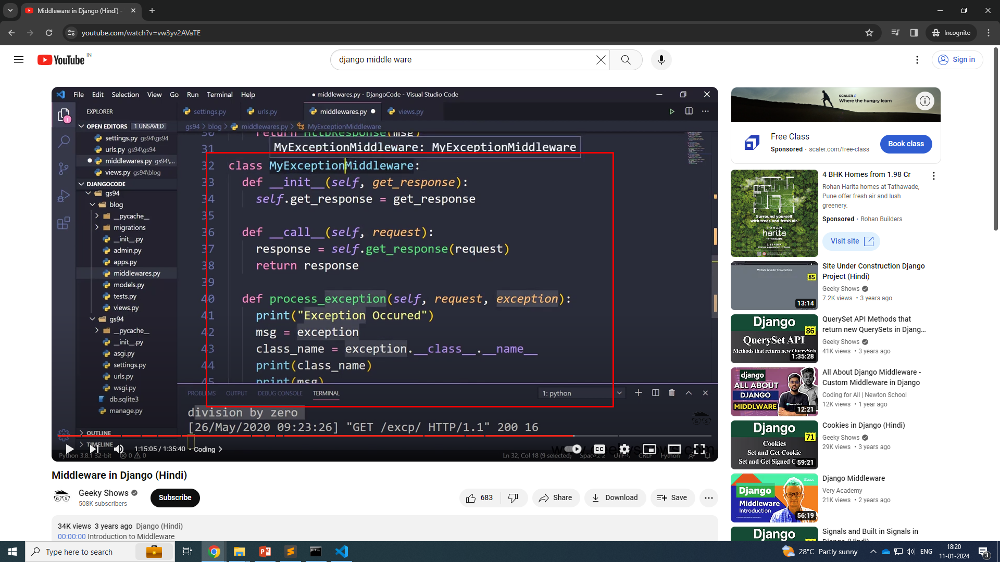 Middleware in Django (Hindi) -
youtube.com/watch?v=vw3yv2AVaTE
Incognito
YouTube IN
django middle ware
Sign in
File Edit Selection View Go Run Terminal Help
● middlewares.py - DjangoCode - Visual Studio Code
EXPLORER
settings.py
urls.py
middlewares.py
views.py
1
OPEN EDITORS 1 UNSAVED
gs94 > blog > middlewares.py > MyExceptionMiddleware
settings.py gs94\gs94
urls.py gs94\gs94
middlewares.py gs94\...
views.py gs94\blog
DJANGOCODE
gs94
blog
__pycache__
migrations
__init__.py
admin.py
apps.py
middlewares.py
models.py
tests.py
views.py
gs94
__pycache__
__init__.py
asgi.py
settings.py
urls.py
wsgi.py
db.sqlite3
manage.py
OUTLINE
TIMELINE
30 return HttpResponse(msg)
31
MyExceptionMiddleware: MyExceptionMiddleware
32 class MyExceptionMiddleware:
33 def __init__(self, get_response):
34 self.get_response = get_response
35
36 def __call__(self, request):
37 response = self.get_response(request)
38 return response
39
40 def process_exception(self, request, exception):
41 print("Exception Occured")
42 msg = exception
43 class_name = exception.__class__.__name__
44 print(class_name)
45 print(msg)
PROBLEMS OUTPUT DEBUG CONSOLE TERMINAL
1: python
division by zero
[26/May/2020 09:23:26] "GET /excp/ HTTP/1.1" 200 16
1:15:05 / 1:35:40 • Coding >
CC
www.geekyshows.com
Python 3.8.1 32-bit 0 0
Ln 32, Col 18 (9 selected) Spaces: 2 UTF-8 CRLF Python
Middleware in Django (Hindi)
Geeky Shows
508K subscribers
Subscribe
683
Share
Download
Save
34K views 3 years ago Django (Hindi)
00:00:00 Introduction to Middleware
SCALER
Where the hungry learn
Free Class
Sponsored · scaler.com/free-class
Book class
Surround yourself
with trees and fresh air.
ROHAN
harita
TATHAWADE
4 BHK Homes from 1.98 Cr
Rohan Harita homes at Tathawade,
Pune offer fresh air and lush
greenery.
Sponsored · Rohan Builders
Visit site
Website is Under Construction
85
13:14
Site Under Construction Django
Project (Hindi)
Geeky Shows
7.2K views • 3 years ago
Django
86
QuerySet API
Methods that return new QuerySets
1:35:28
QuerySet API Methods that
return new QuerySets in Djang...
Geeky Shows
41K views • 3 years ago
django
ALL ABOUT
DJANGO
MIDDLWARE
12:21
All About Django Middleware -
Custom Middleware in Django
Coding for All | Newton School
12K views • 1 year ago
Django
71
Cookies
Set and Get Cookie
Set and Get Signed C
59:21
Cookies in Django (Hindi)
Geeky Shows
29K views • 3 years ago
Django
Middleware
Introduction
56:19
Django Middleware
Very Academy
21K views • 2 years ago
Django
Signals and Built in Signals in
Django (Hindi)
Type here to search
28°C Partly sunny
ENG
18:20
11-01-2024
3